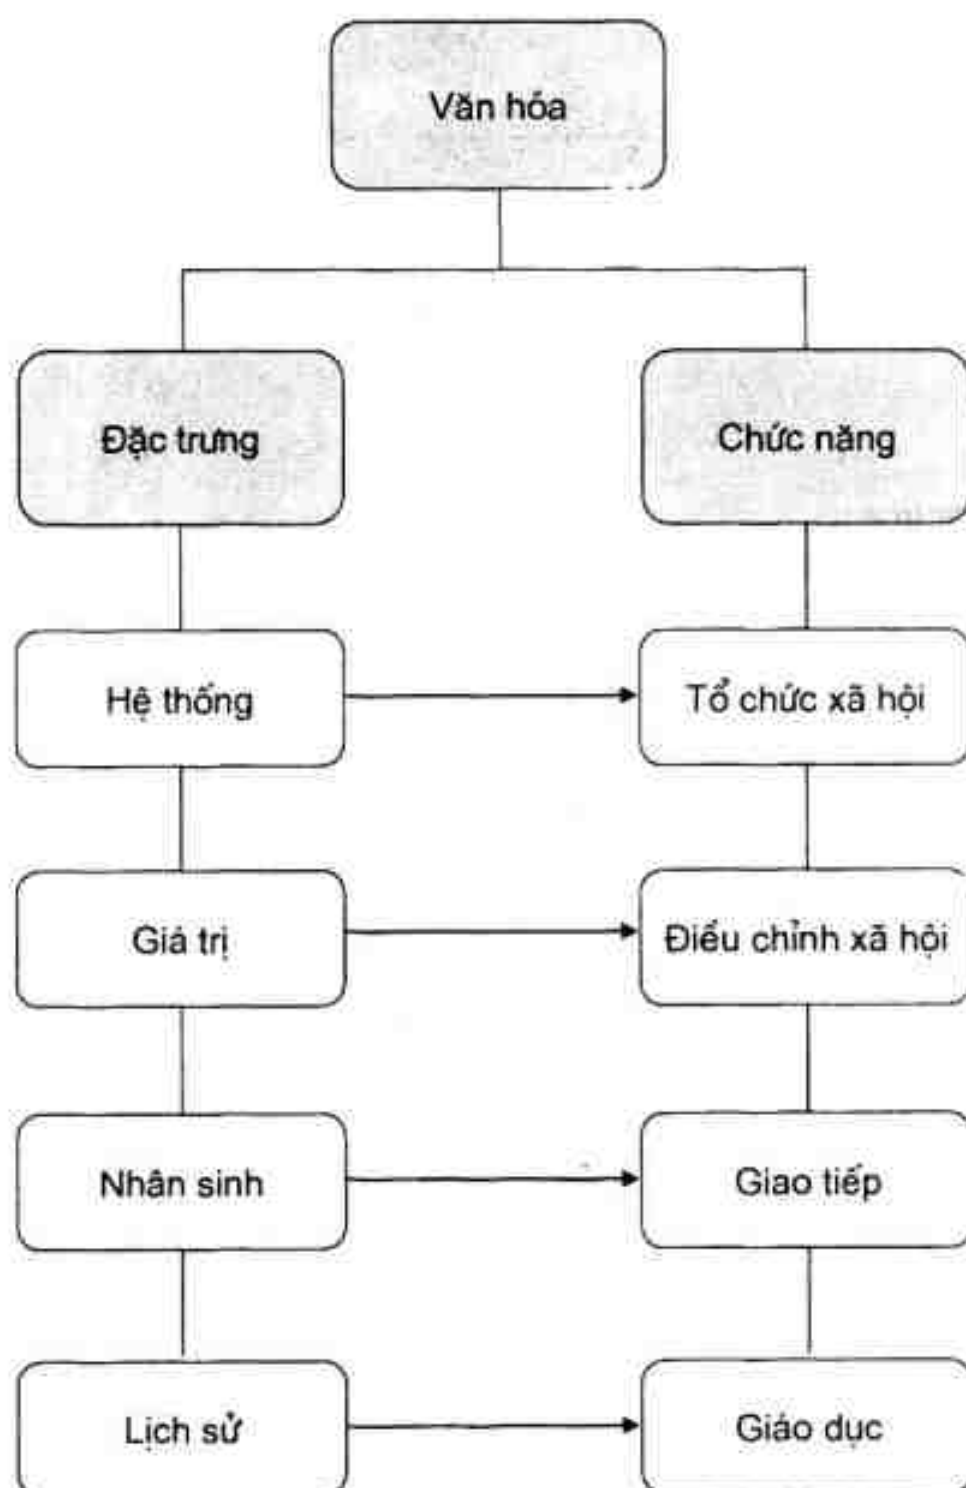 Văn hóa
Đặc trưng
Chức năng
Hệ thống
Tổ chức xã hội
Giá trị
Điều chỉnh xã hội
Nhân sinh
Giao tiếp
Lịch sử
Giáo dục